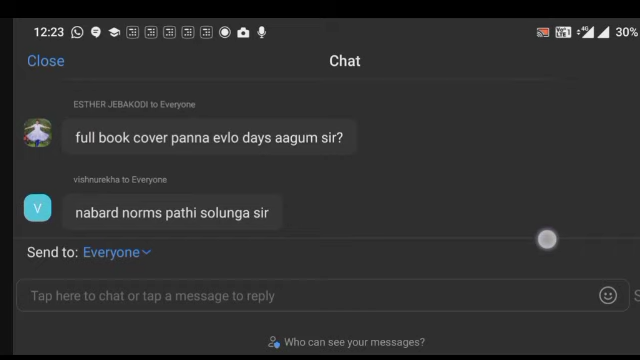 12:23 30%
Close Chat
ESTHER JEBAKODI to Everyone
full book cover panna evlo days aagum sir?
vishnurekha to Everyone
V
nabard norms pathi solunga sir
Send to: Everyone
Tap here to chat or tap a message to reply
Who can see your messages?